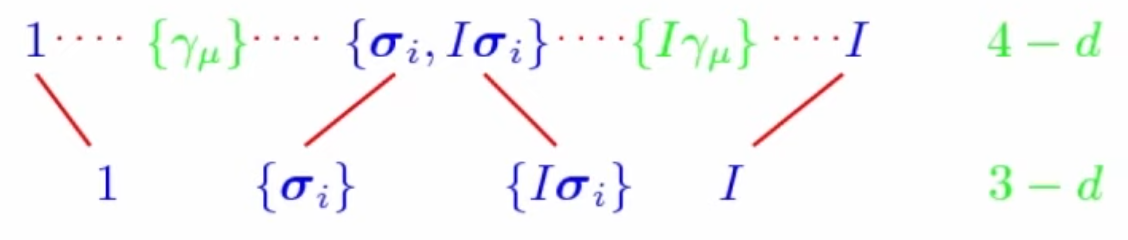 1 ···· {γ_μ} ···· {σ_i, Iσ_i} ···· {Iγ_μ} ···· I 4 − d
1 {σ_i} {Iσ_i} I 3 − d